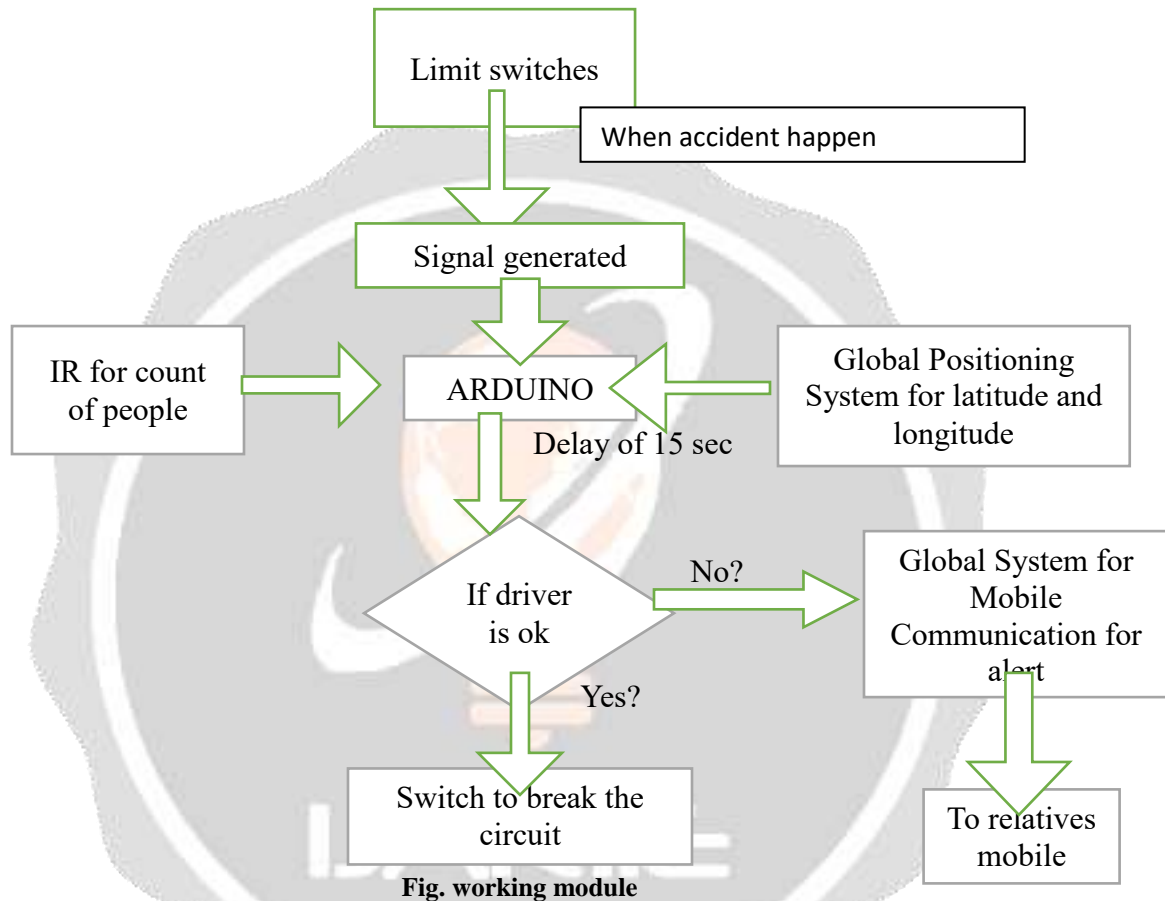 Limit switches
When accident happen
Signal generated
IR for count
of people
ARDUINO
Global Positioning
System for latitude and
longitude
Delay of 15 sec
If driver
is ok
No?
Global System for
Mobile
Communication for
alert
Yes?
Switch to break the
circuit
To relatives
mobile
Fig. working module